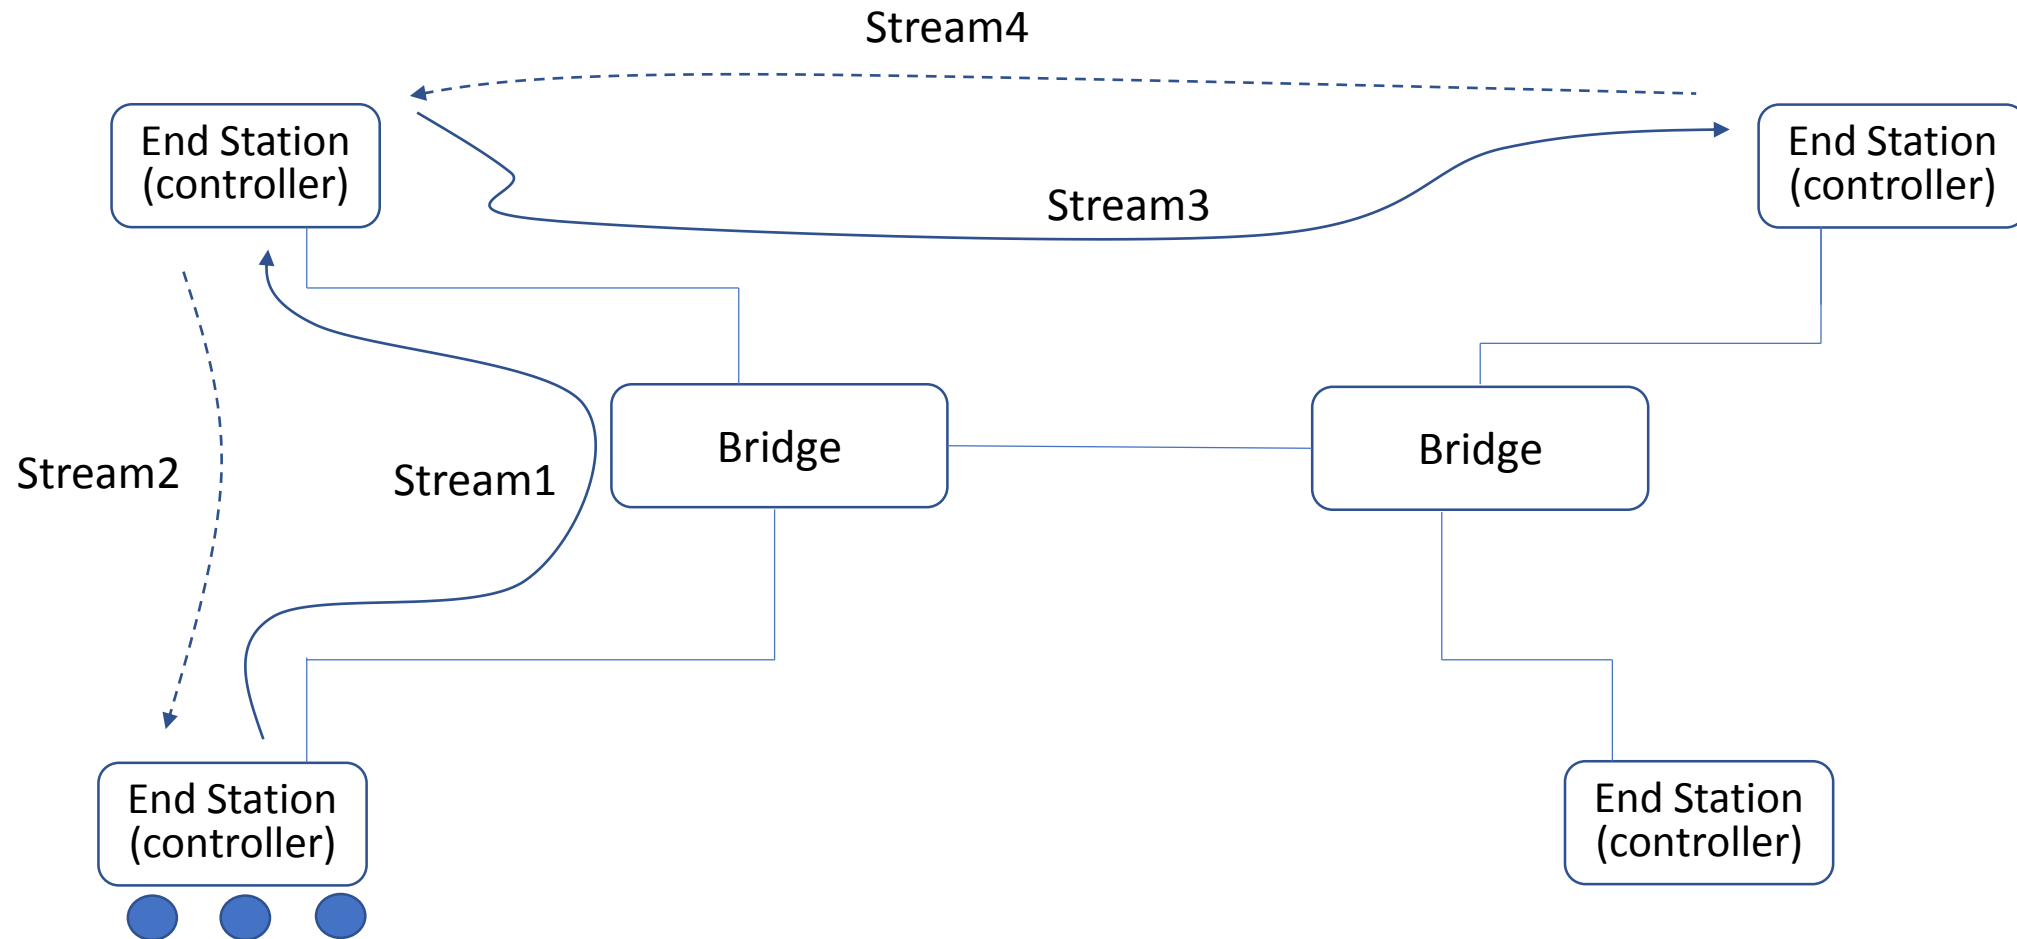 Stream4
End Station
(controller)
End Station
(controller)
Stream3
Bridge
Bridge
Stream2
Stream1
End Station
(controller)
End Station
(controller)